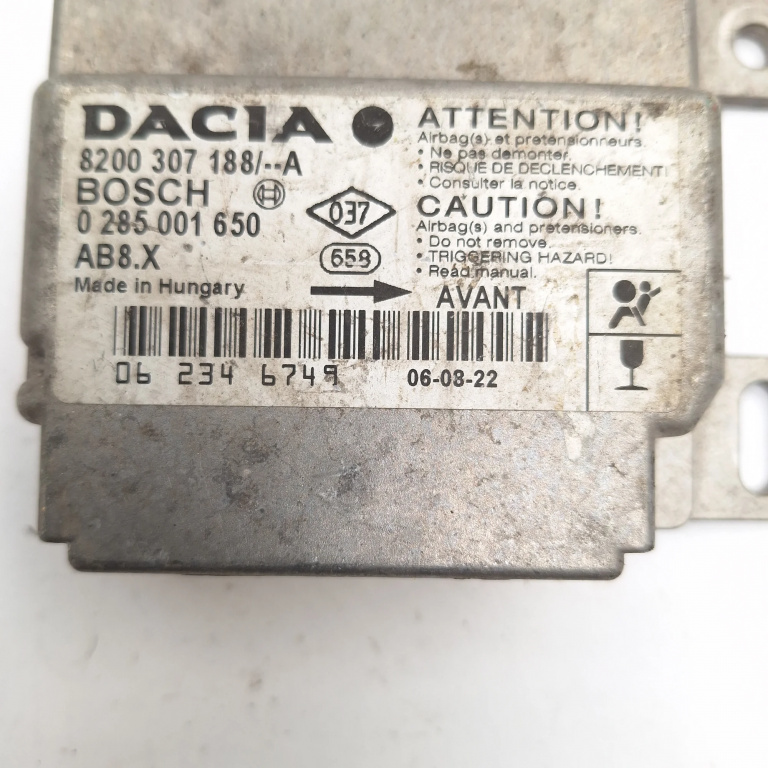 DACIA
8200 307 188/--A
BOSCH
0 285 001 650
AB8.X
Made in Hungary
037
658
ATTENTION!
Airbag(s) et pretensionneurs.
• Ne pas demonter.
• RISQUE DE DECLENCHEMENT!
• Consulter la notice.
CAUTION!
Airbag(s) and pretensioners.
• Do not remove.
• TRIGGERING HAZARD!
• Read manual.
AVANT
06 234 6749
06-08-22